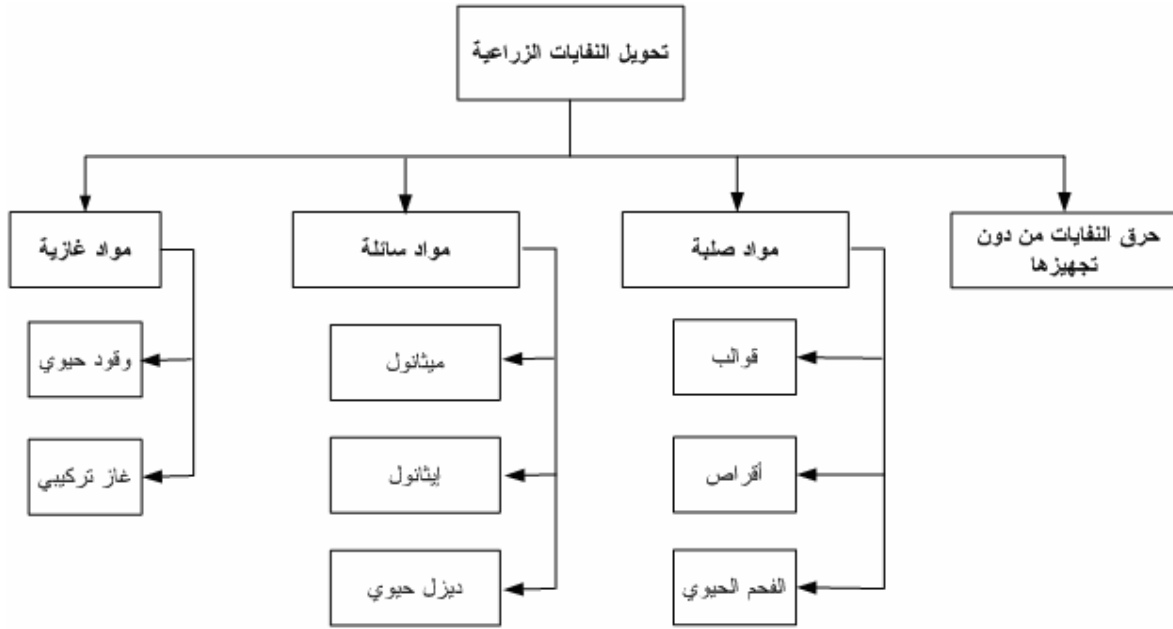 تحويل النفايات الزراعية
حرق النفايات من دون
تجهيزها
مواد صلبة
مواد سائلة
مواد غازية
قوالب
ميثانول
وقود حيوي
أقراص
إيثانول
غاز تركيبي
الفحم الحيوي
ديزل حيوي